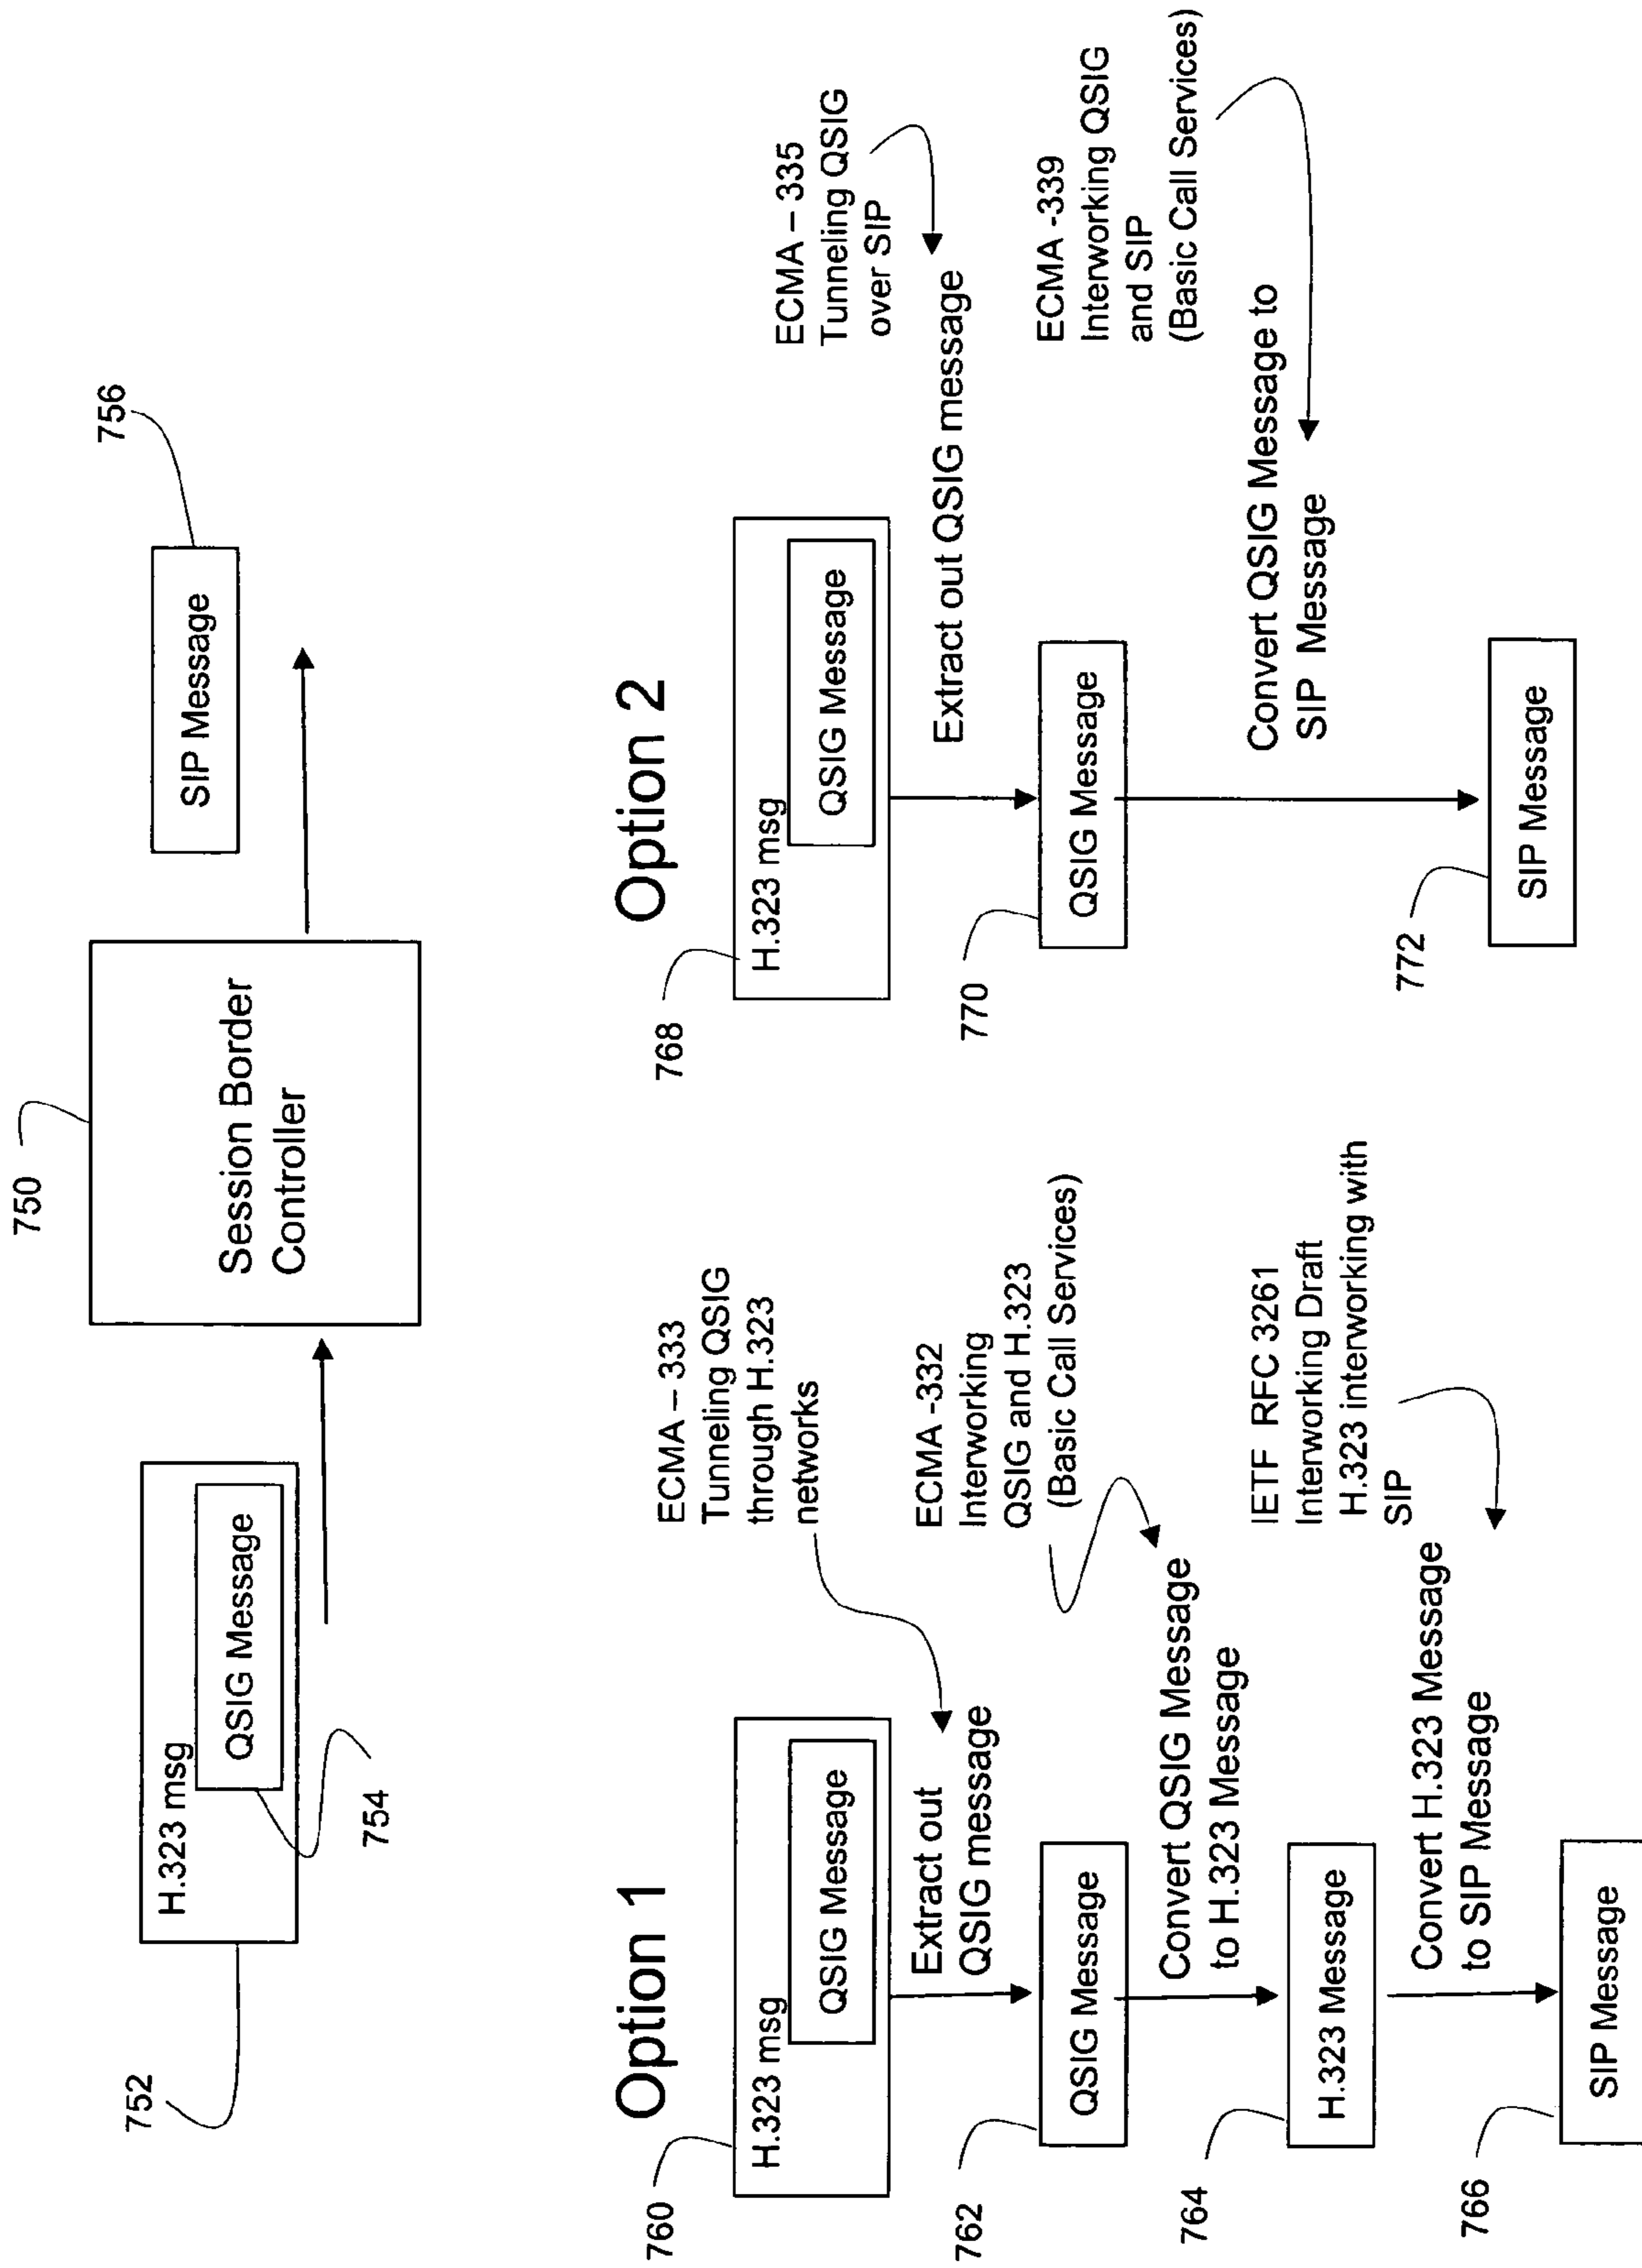 750
752
H.323 msg
QSIG Message
754
Session Border
Controller
SIP Message
756
Option 1
760
H.323 msg
QSIG Message
Extract out
QSIG message
ECMA – 333
Tunneling QSIG
through H.323
networks
762
QSIG Message
Convert QSIG Message
to H.323 Message
ECMA -332
Interworking
QSIG and H.323
(Basic Call Services)
764
H.323 Message
Convert H.323 Message
to SIP Message
IETF RFC 3261
Interworking Draft
H.323 interworking with
SIP
766
SIP Message
Option 2
768
H.323 msg
QSIG Message
Extract out QSIG message
ECMA – 335
Tunneling QSIG
over SIP
770
QSIG Message
Convert QSIG Message to
SIP Message
ECMA -339
Interworking QSIG
and SIP
(Basic Call Services)
772
SIP Message